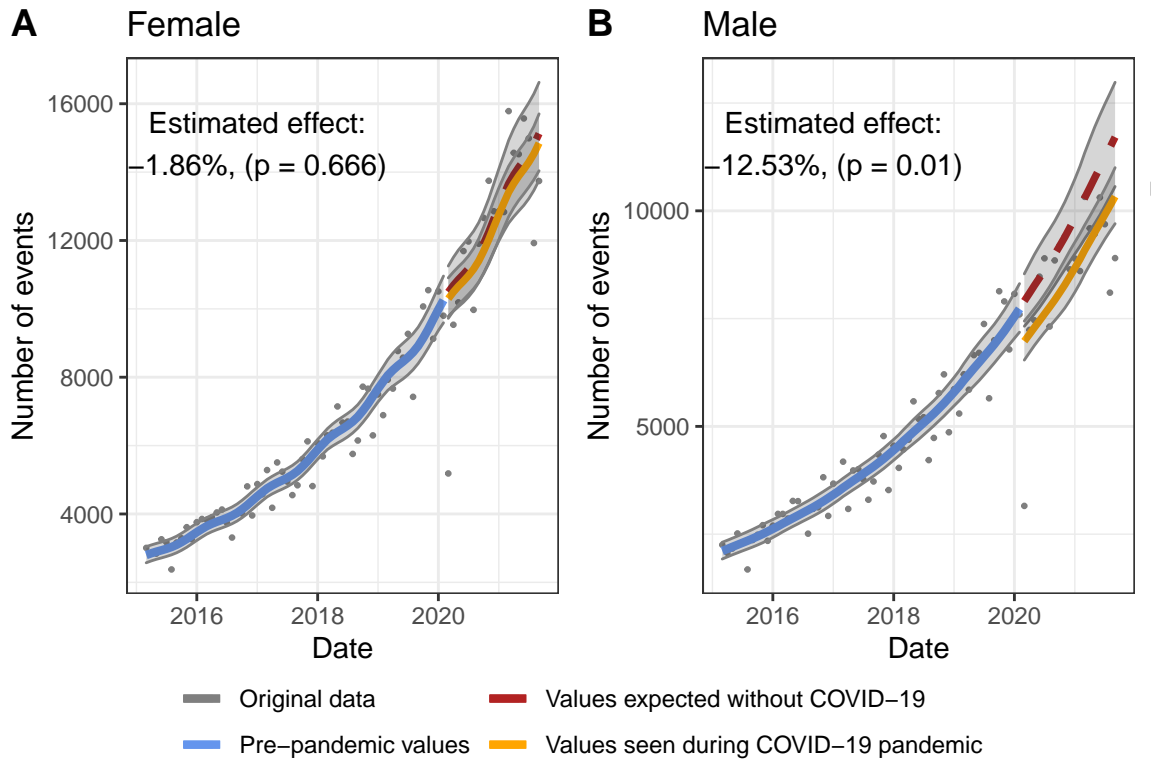 A Female
Estimated effect:
−1.86%, (p = 0.666)
Number of events
16000
12000
8000
4000
2016 2018 2020
Date
B Male
Estimated effect:
−12.53%, (p = 0.01)
Number of events
10000
5000
2016 2018 2020
Date
Original data
Values expected without COVID−19
Pre−pandemic values
Values seen during COVID−19 pandemic